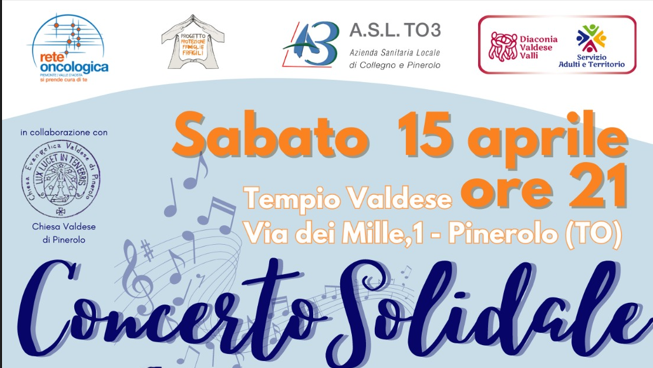 rete
oncologica
PIEMONTE VALLE D'AOSTA
si prende cura di te
PROGETTO
PROTEZIONE
FAMIGLIE
FRAGILI
A.S.L. TO3
Azienda Sanitaria Locale
di Collegno e Pinerolo
Diaconia
Valdese
Valli
Servizio
Adulti e Territorio
in collaborazione con
Chiesa Evangelica Valdese di Pinerolo
LUX LUCET IN TENEBRIS
Chiesa Valdese
di Pinerolo
Sabato 15 aprile
ore 21
Tempio Valdese
Via dei Mille,1 - Pinerolo (TO)
Concerto Solidale